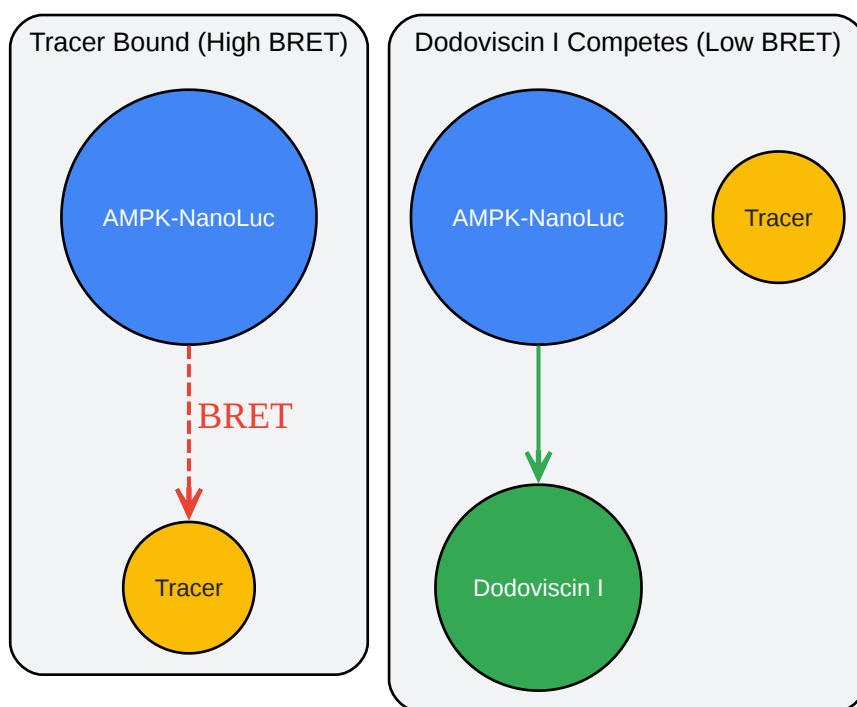 Tracer Bound (High BRET)
AMPK-NanoLuc
BRET
Tracer
Dodoviscin I Competes (Low BRET)
AMPK-NanoLuc
Tracer
Dodoviscin I